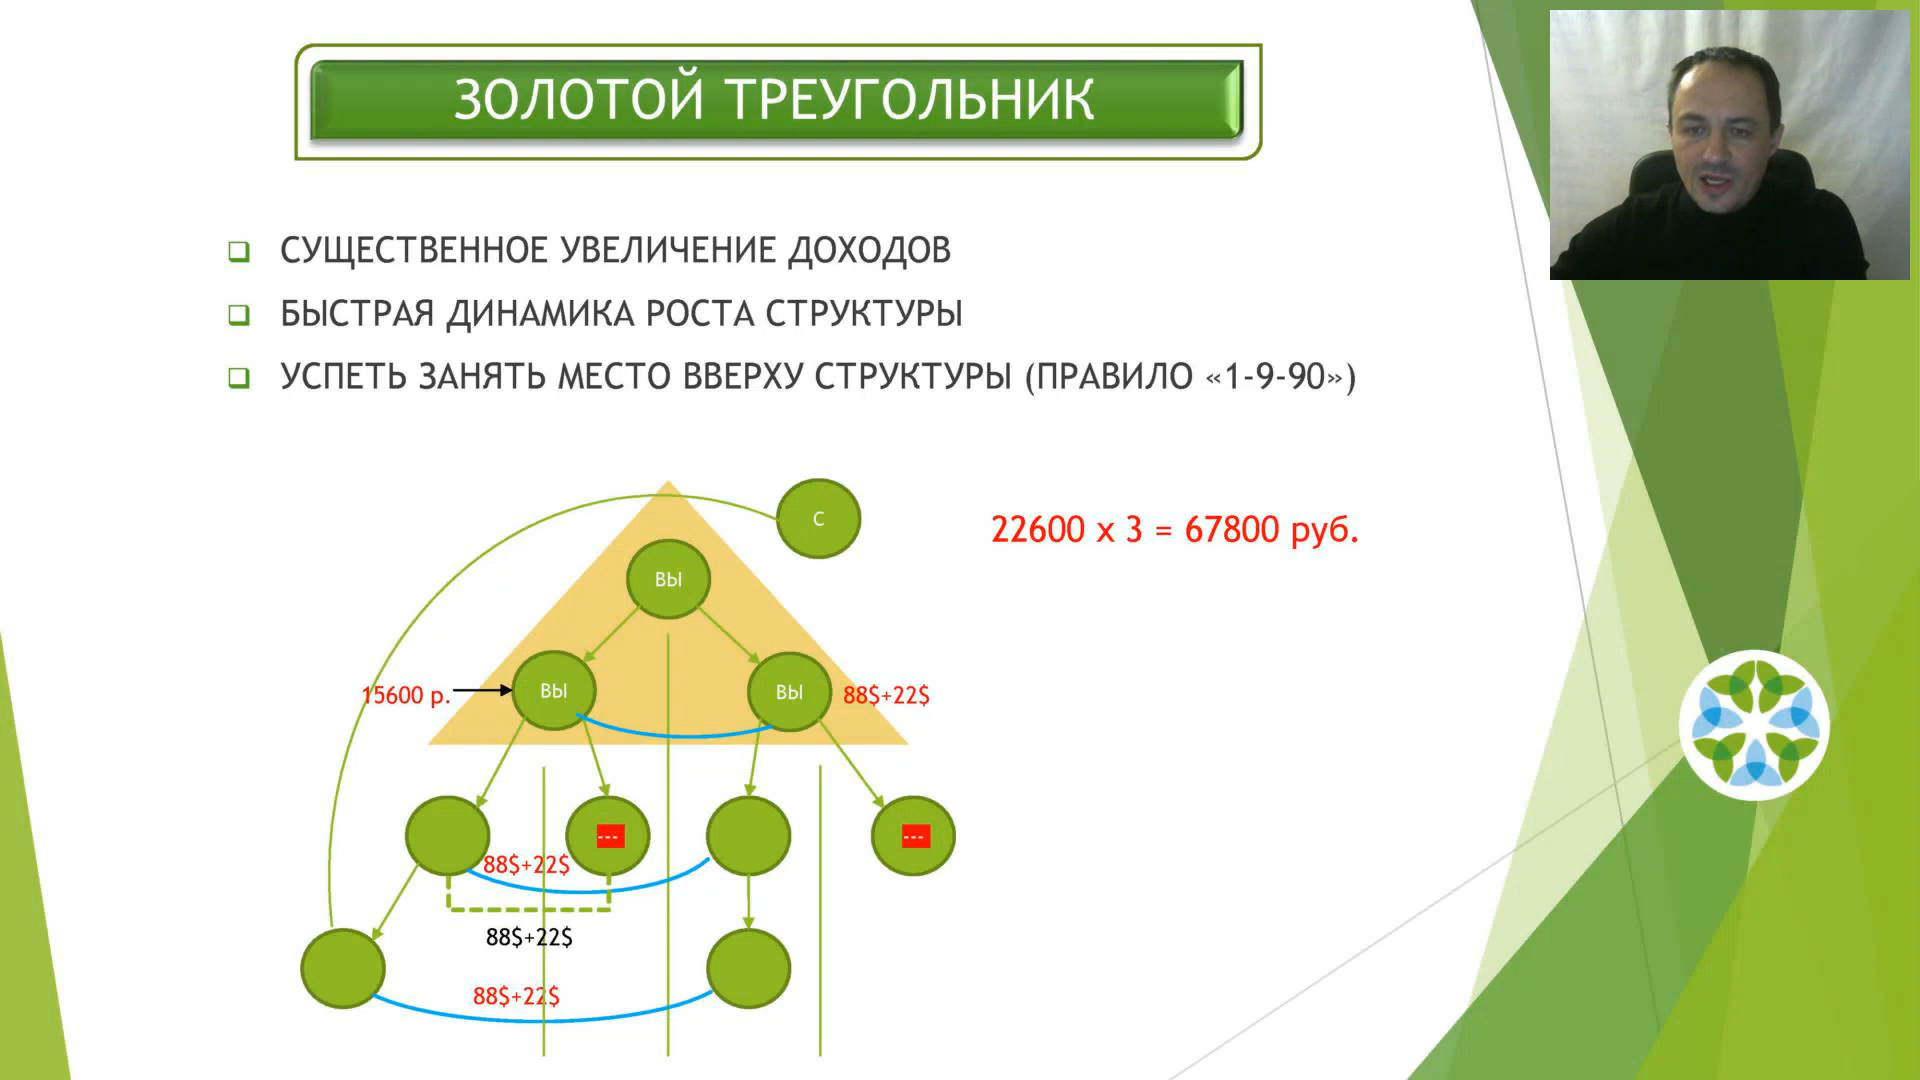 ЗОЛОТОЙ ТРЕУГОЛЬНИК
СУЩЕСТВЕННОЕ УВЕЛИЧЕНИЕ ДОХОДОВ
БЫСТРАЯ ДИНАМИКА РОСТА СТРУКТУРЫ
УСПЕТЬ ЗАНЯТЬ МЕСТО ВВЕРХУ СТРУКТУРЫ (ПРАВИЛО «1-9-90»)
С
22600 х 3 = 67800 руб.
ВЫ
15600 р.
ВЫ
ВЫ
88$+22$
---
---
88$+22$
88$+22$
88$+22$